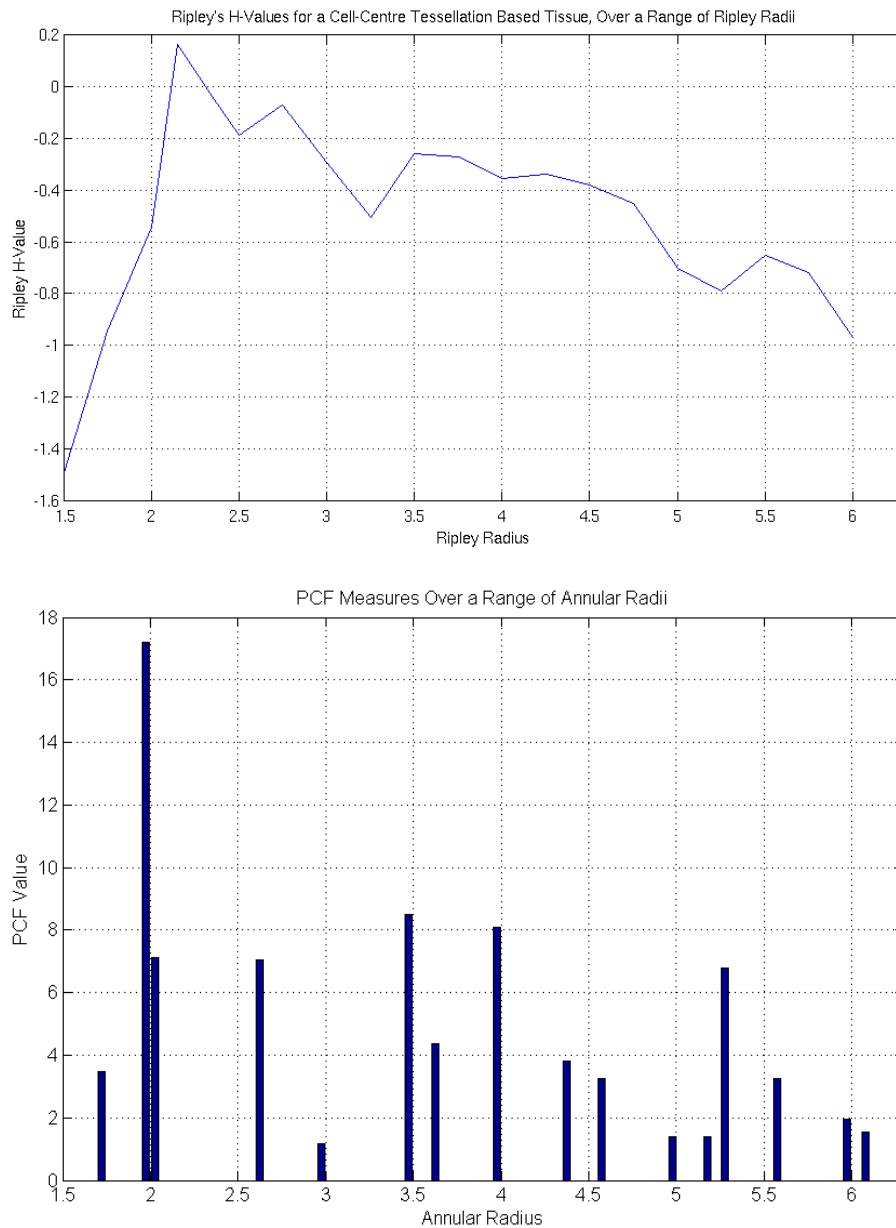 Ripley's H-Values for a Cell-Centre Tessellation Based Tissue, Over a Range of Ripley Radii
0.2
0
-0.2
-0.4
-0.6
-0.8
-1
-1.2
-1.4
-1.6
Ripley H-Value
1.5 2 2.5 3 3.5 4 4.5 5 5.5 6
Ripley Radius
PCF Measures Over a Range of Annular Radii
18
16
14
12
10
8
6
4
2
0
PCF Value
1.5 2 2.5 3 3.5 4 4.5 5 5.5 6
Annular Radius